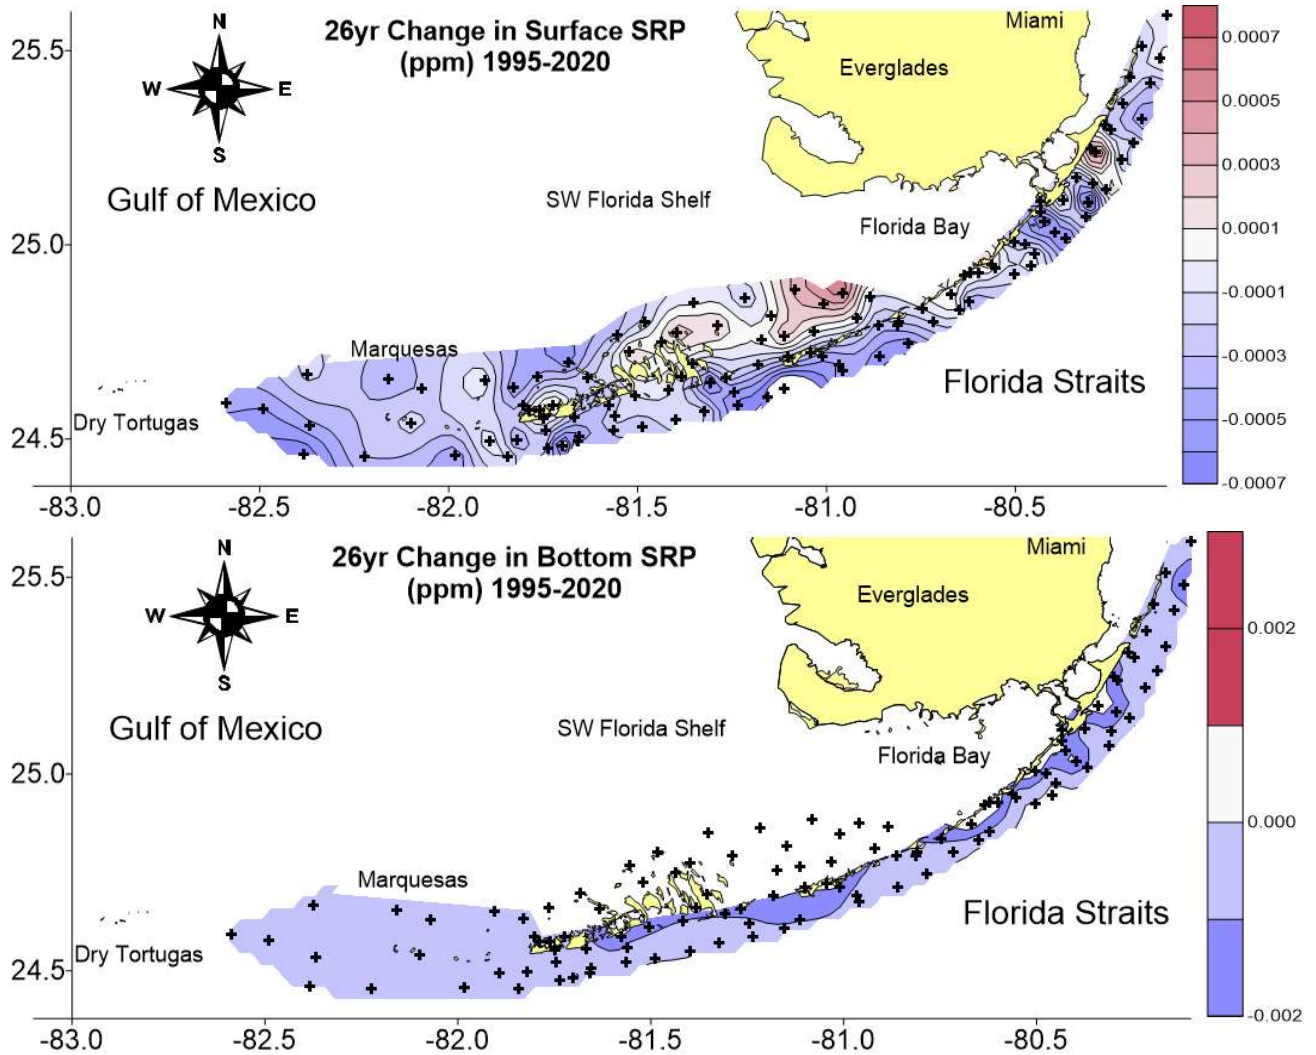 26yr Change in Surface SRP
(ppm) 1995-2020
N
W E
S
Gulf of Mexico
Miami
Everglades
SW Florida Shelf
Florida Bay
Marquesas
Dry Tortugas
Florida Straits
25.6
25.0
24.5
-83.0 -82.5 -82.0 -81.5 -81.0 -80.5
0.0007
0.0005
0.0003
0.0001
-0.0001
-0.0003
-0.0005
-0.0007
26yr Change in Bottom SRP
(ppm) 1995-2020
N
W E
S
Gulf of Mexico
Miami
Everglades
SW Florida Shelf
Florida Bay
Marquesas
Dry Tortugas
Florida Straits
25.5
25.0
24.5
-83.0 -82.5 -82.0 -81.5 -81.0 -80.5
0.002
0.000
-0.002